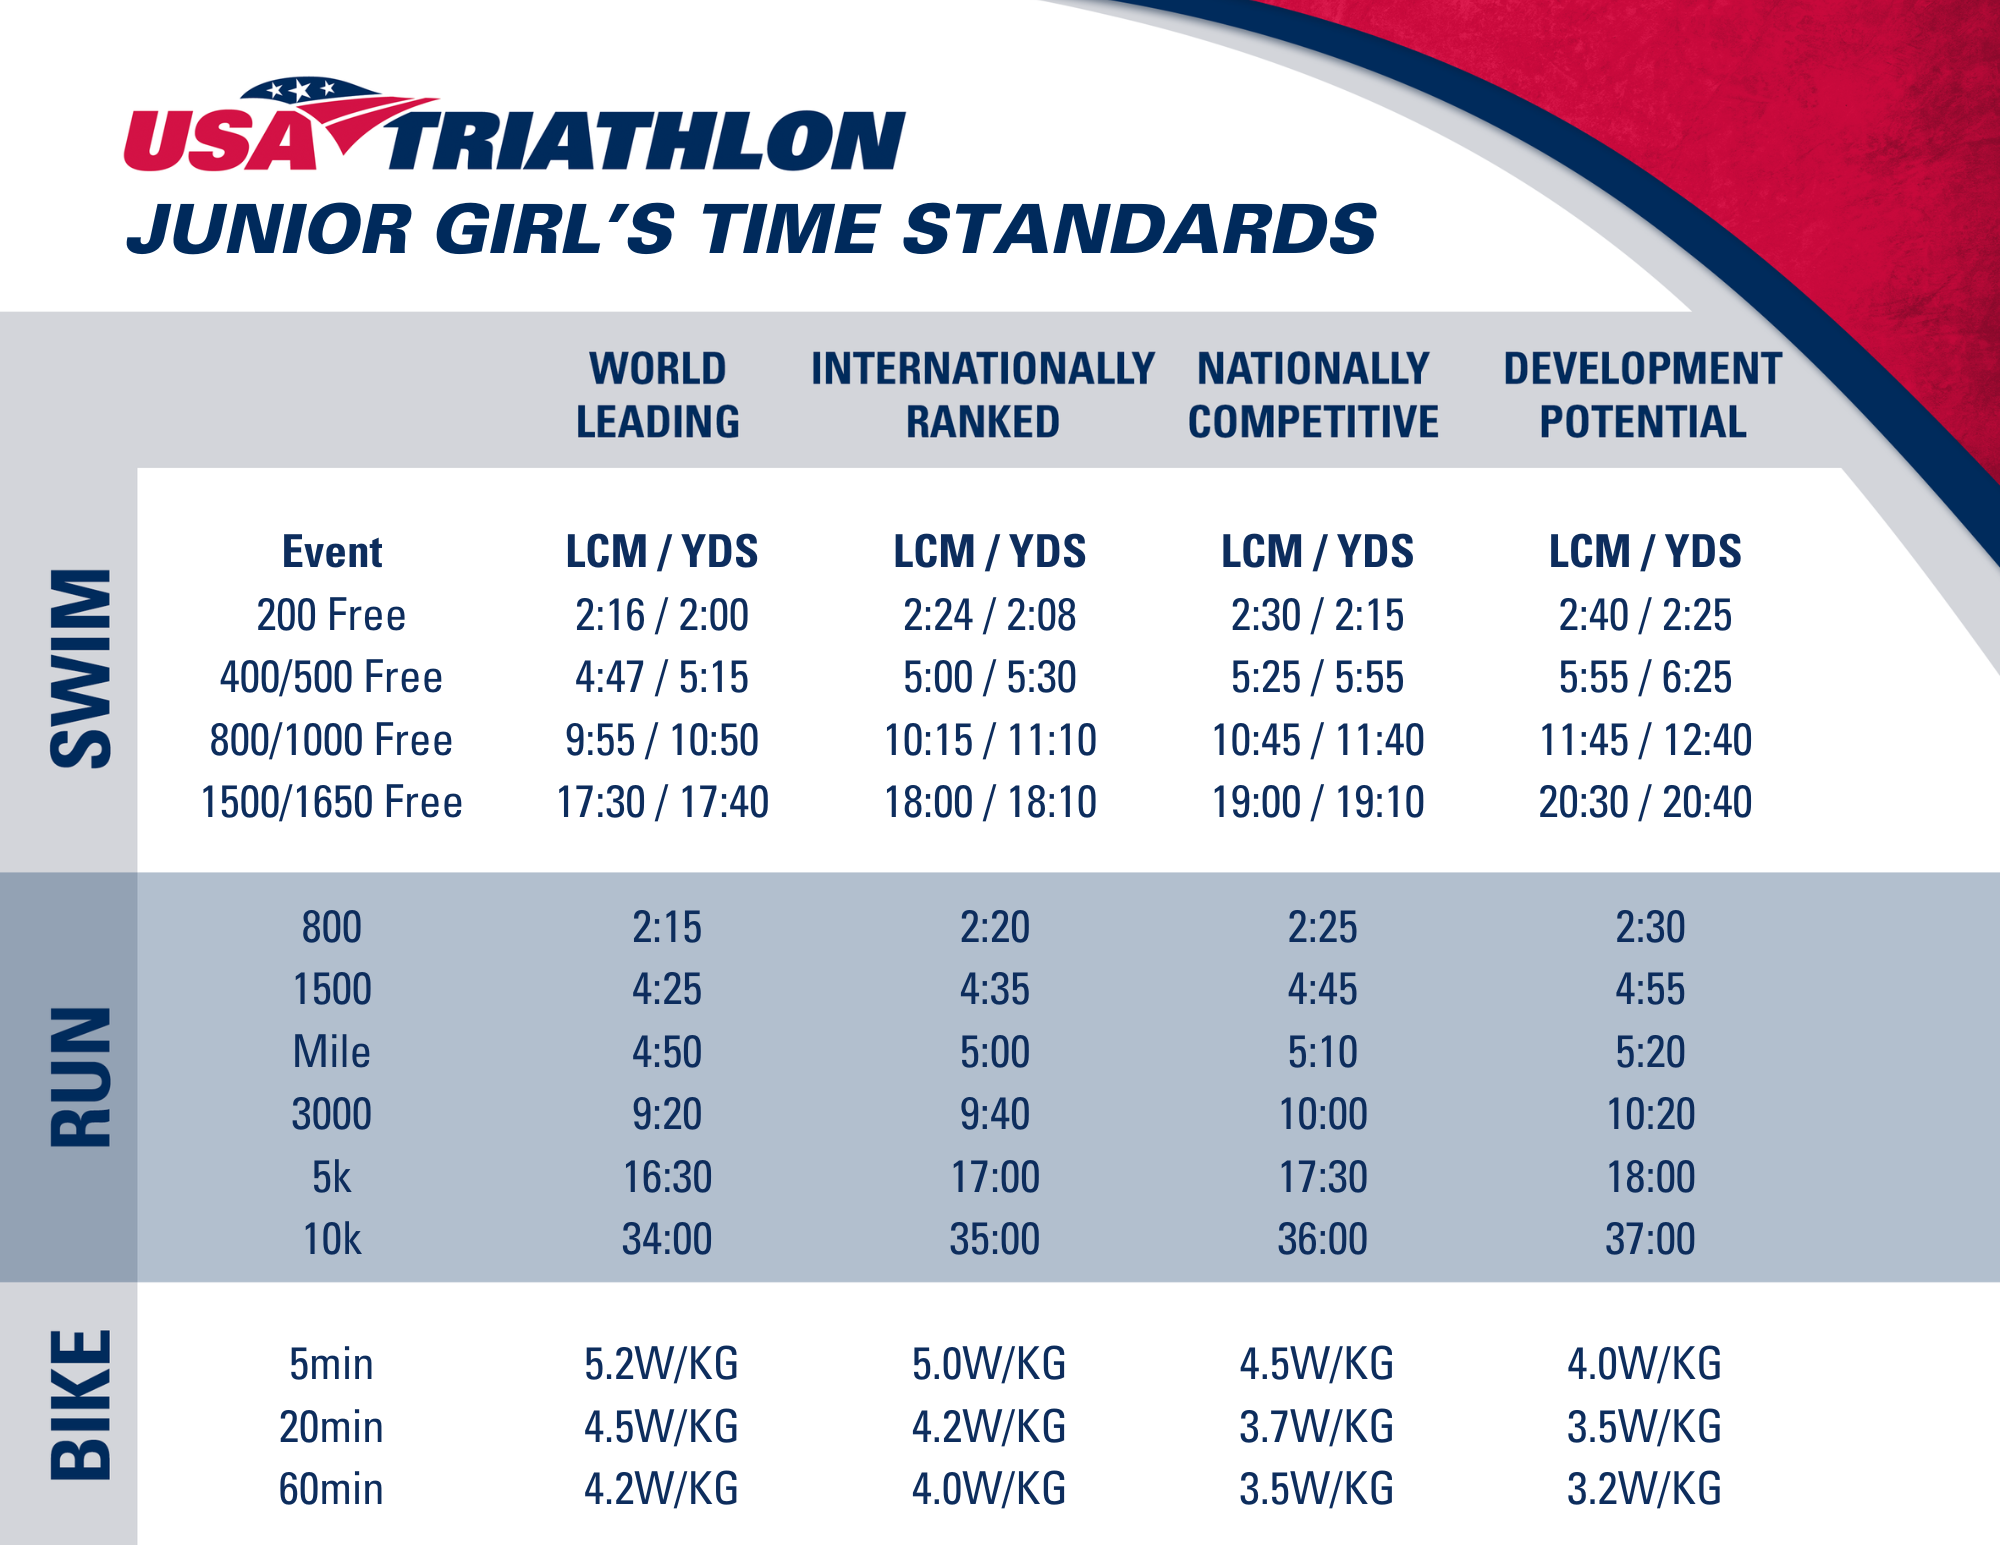 USA TRIATHLON
JUNIOR GIRL'S TIME STANDARDS
WORLD LEADING INTERNATIONALLY RANKED NATIONALLY COMPETITIVE DEVELOPMENT POTENTIAL
SWIM
Event LCM / YDS LCM / YDS LCM / YDS LCM / YDS
200 Free 2:16 / 2:00 2:24 / 2:08 2:30 / 2:15 2:40 / 2:25
400/500 Free 4:47 / 5:15 5:00 / 5:30 5:25 / 5:55 5:55 / 6:25
800/1000 Free 9:55 / 10:50 10:15 / 11:10 10:45 / 11:40 11:45 / 12:40
1500/1650 Free 17:30 / 17:40 18:00 / 18:10 19:00 / 19:10 20:30 / 20:40
RUN
800 2:15 2:20 2:25 2:30
1500 4:25 4:35 4:45 4:55
Mile 4:50 5:00 5:10 5:20
3000 9:20 9:40 10:00 10:20
5k 16:30 17:00 17:30 18:00
10k 34:00 35:00 36:00 37:00
BIKE
5min 5.2W/KG 5.0W/KG 4.5W/KG 4.0W/KG
20min 4.5W/KG 4.2W/KG 3.7W/KG 3.5W/KG
60min 4.2W/KG 4.0W/KG 3.5W/KG 3.2W/KG